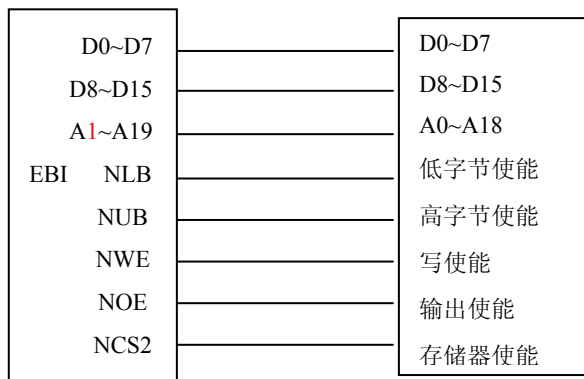 D0~D7 D0~D7
D8~D15 D8~D15
A1~A19 A0~A18
EBI NLB 低字节使能
NUB 高字节使能
NWE 写使能
NOE 输出使能
NCS2 存储器使能